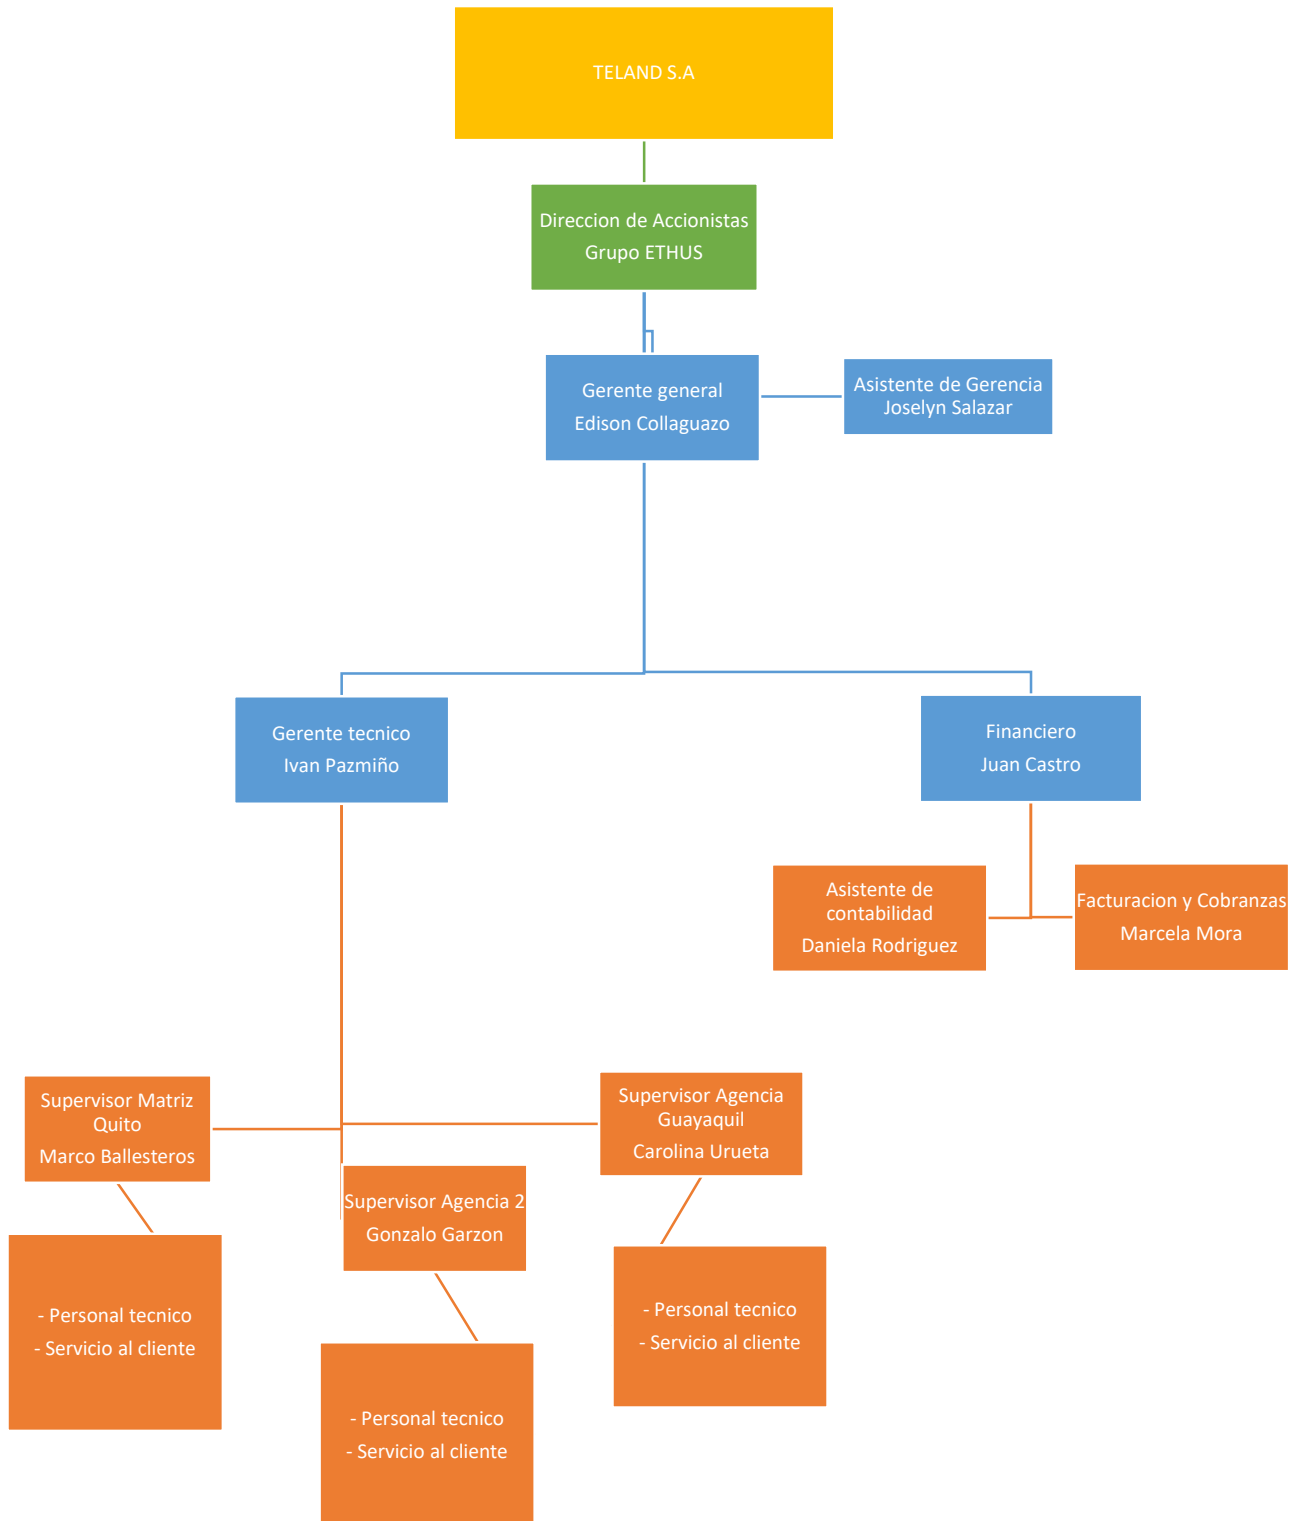 TELAND S.A
Direccion de Accionistas
Grupo ETHUS
Gerente general
Edison Collaguazo
Asistente de Gerencia
Joselyn Salazar
Gerente tecnico
Ivan Pazmiño
Financiero
Juan Castro
Asistente de
contabilidad
Daniela Rodriguez
Facturacion y Cobranzas
Marcela Mora
Supervisor Matriz
Quito
Marco Ballesteros
Supervisor Agencia 2
Gonzalo Garzon
Supervisor Agencia
Guayaquil
Carolina Urueta
- Personal tecnico
- Servicio al cliente
- Personal tecnico
- Servicio al cliente
- Personal tecnico
- Servicio al cliente